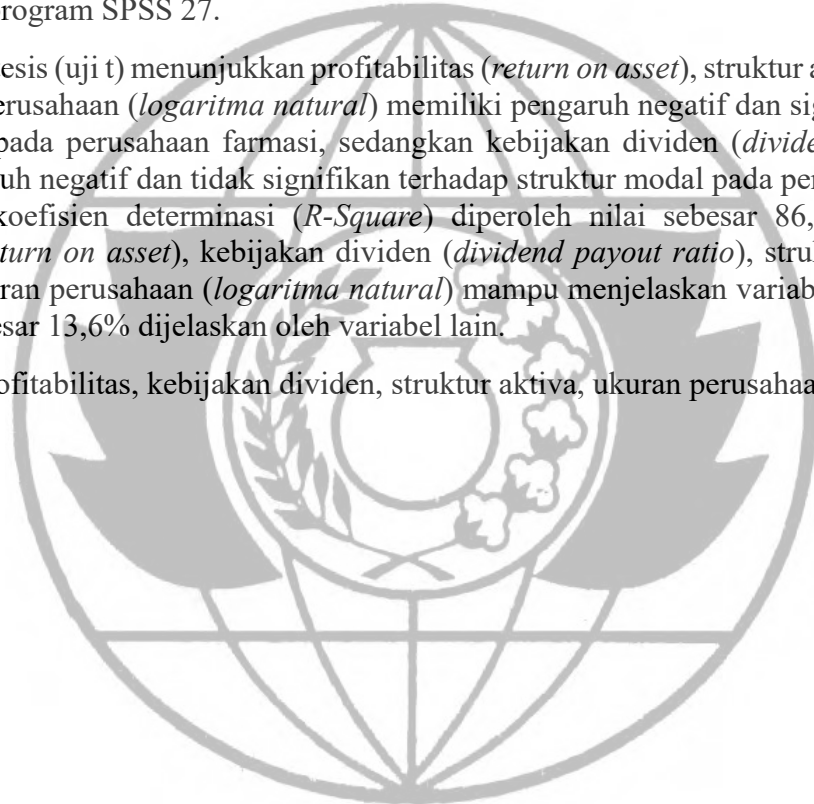 program SPSS 27.
esis (uji t) menunjukkan profitabilitas (return on asset), struktur a
erusahaan (logaritma natural) memiliki pengaruh negatif dan sig
pada perusahaan farmasi, sedangkan kebijakan dividen (divide
uh negatif dan tidak signifikan terhadap struktur modal pada per
koefisien determinasi (R-Square) diperoleh nilai sebesar 86,
turn on asset), kebijakan dividen (dividend payout ratio), stru
ran perusahaan (logaritma natural) mampu menjelaskan variab
esar 13,6% dijelaskan oleh variabel lain.
ofitabilitas, kebijakan dividen, struktur aktiva, ukuran perusahaa